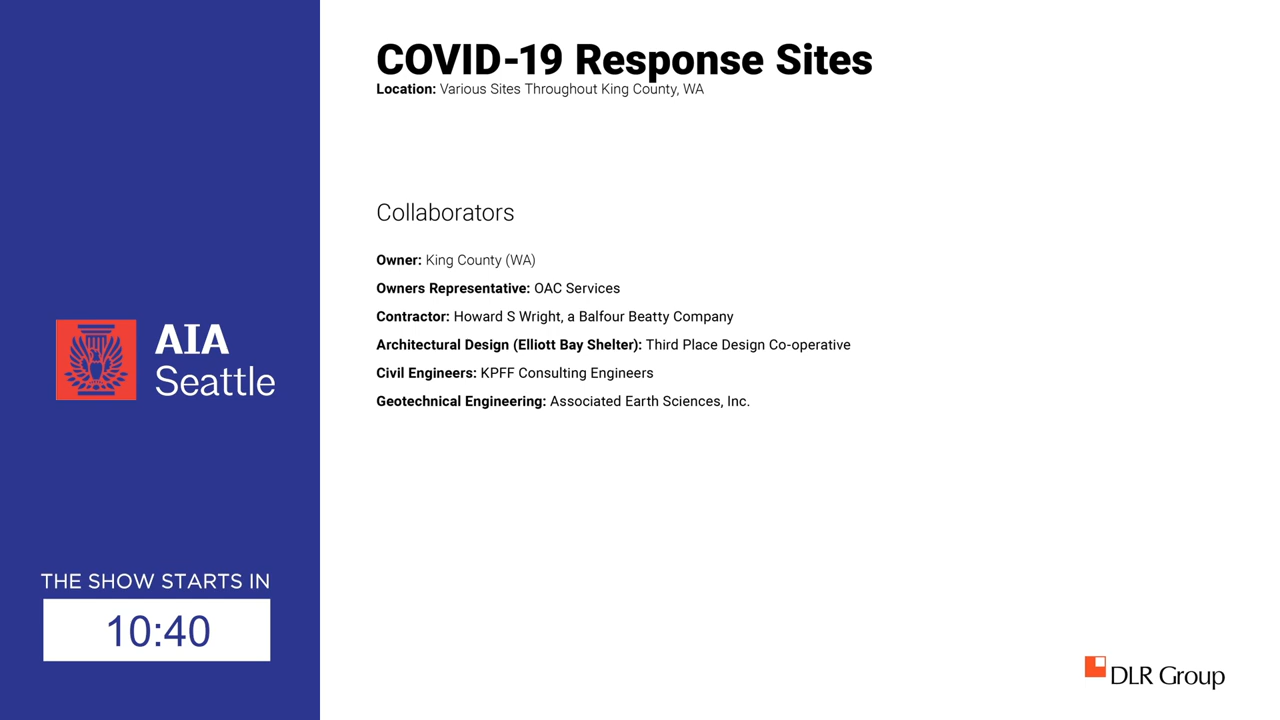 COVID-19 Response Sites
Location: Various Sites Throughout King County, WA
Collaborators
Owner: King County (WA)
Owners Representative: OAC Services
Contractor: Howard S Wright, a Balfour Beatty Company
Architectural Design (Elliott Bay Shelter): Third Place Design Co-operative
Civil Engineers: KPFF Consulting Engineers
Geotechnical Engineering: Associated Earth Sciences, Inc.
AIA
Seattle
THE SHOW STARTS IN
10:40
DLR Group